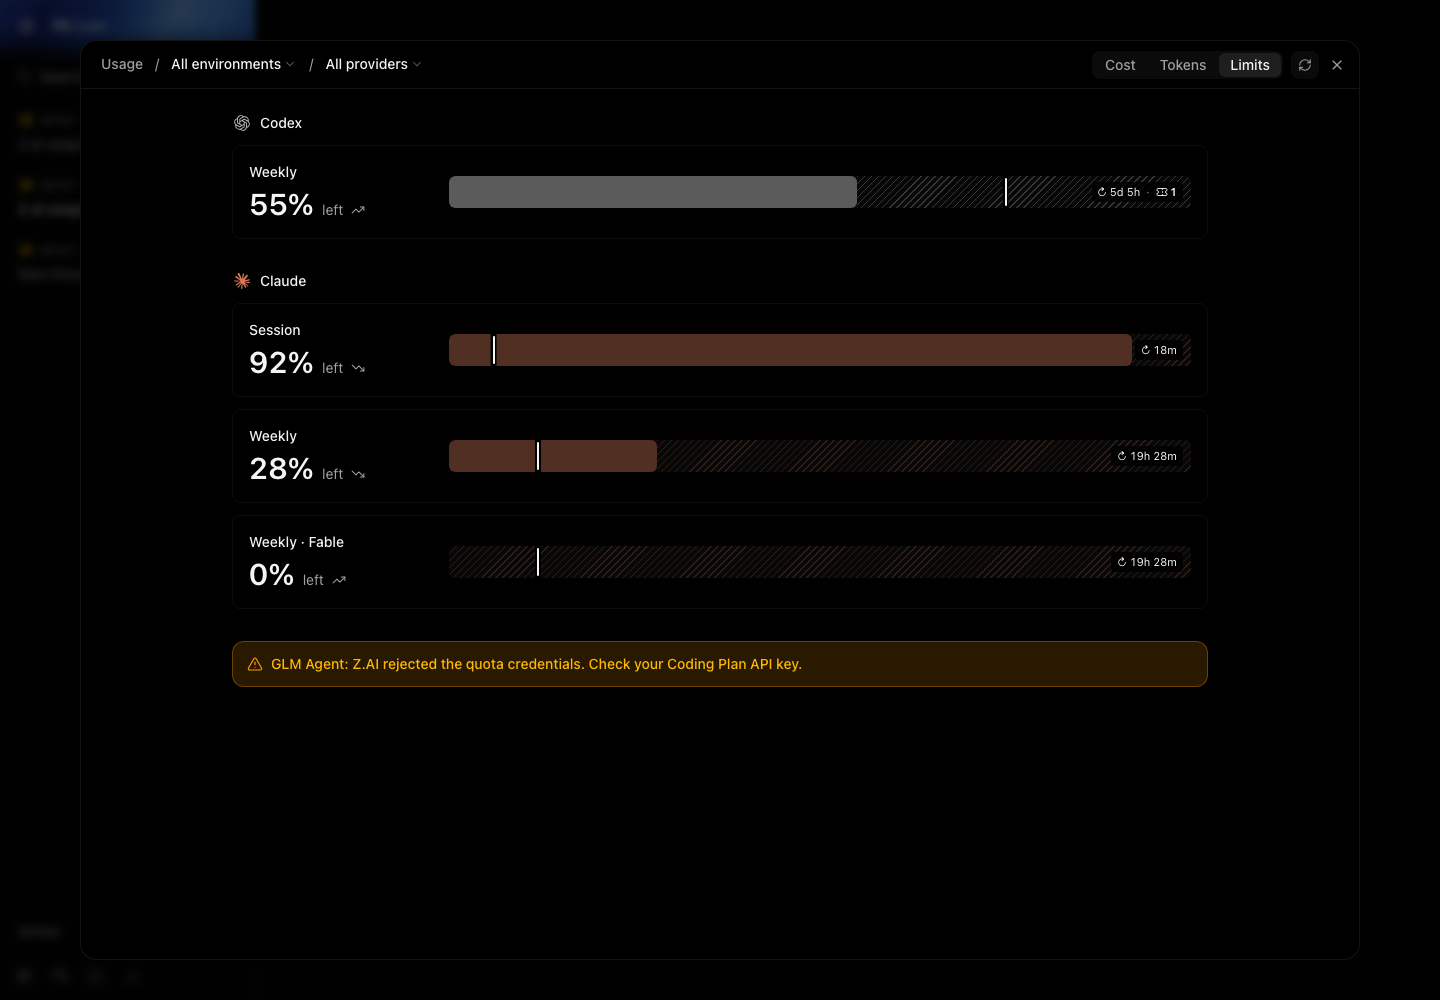 Usage / All environments / All providers
Cost Tokens Limits
Codex
Weekly
55% left
5d 5h · 1
Claude
Session
92% left
18m
Weekly
28% left
19h 28m
Weekly · Fable
0% left
19h 28m
GLM Agent: Z.AI rejected the quota credentials. Check your Coding Plan API key.